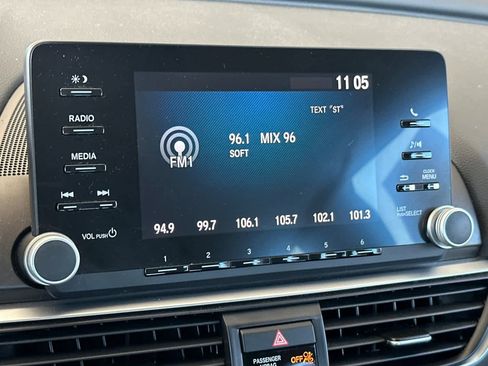 11 05
RADIO
TEXT "ST"
96.1 MIX 96
SOFT
FM1
MEDIA
CLOCK
MENU
LIST
PUSH SELECT
VOL PUSH
94.9 99.7 106.1 105.7 102.1 101.3
1 2 3 4 5 6
PASSENGER
AIRBAG
OFF